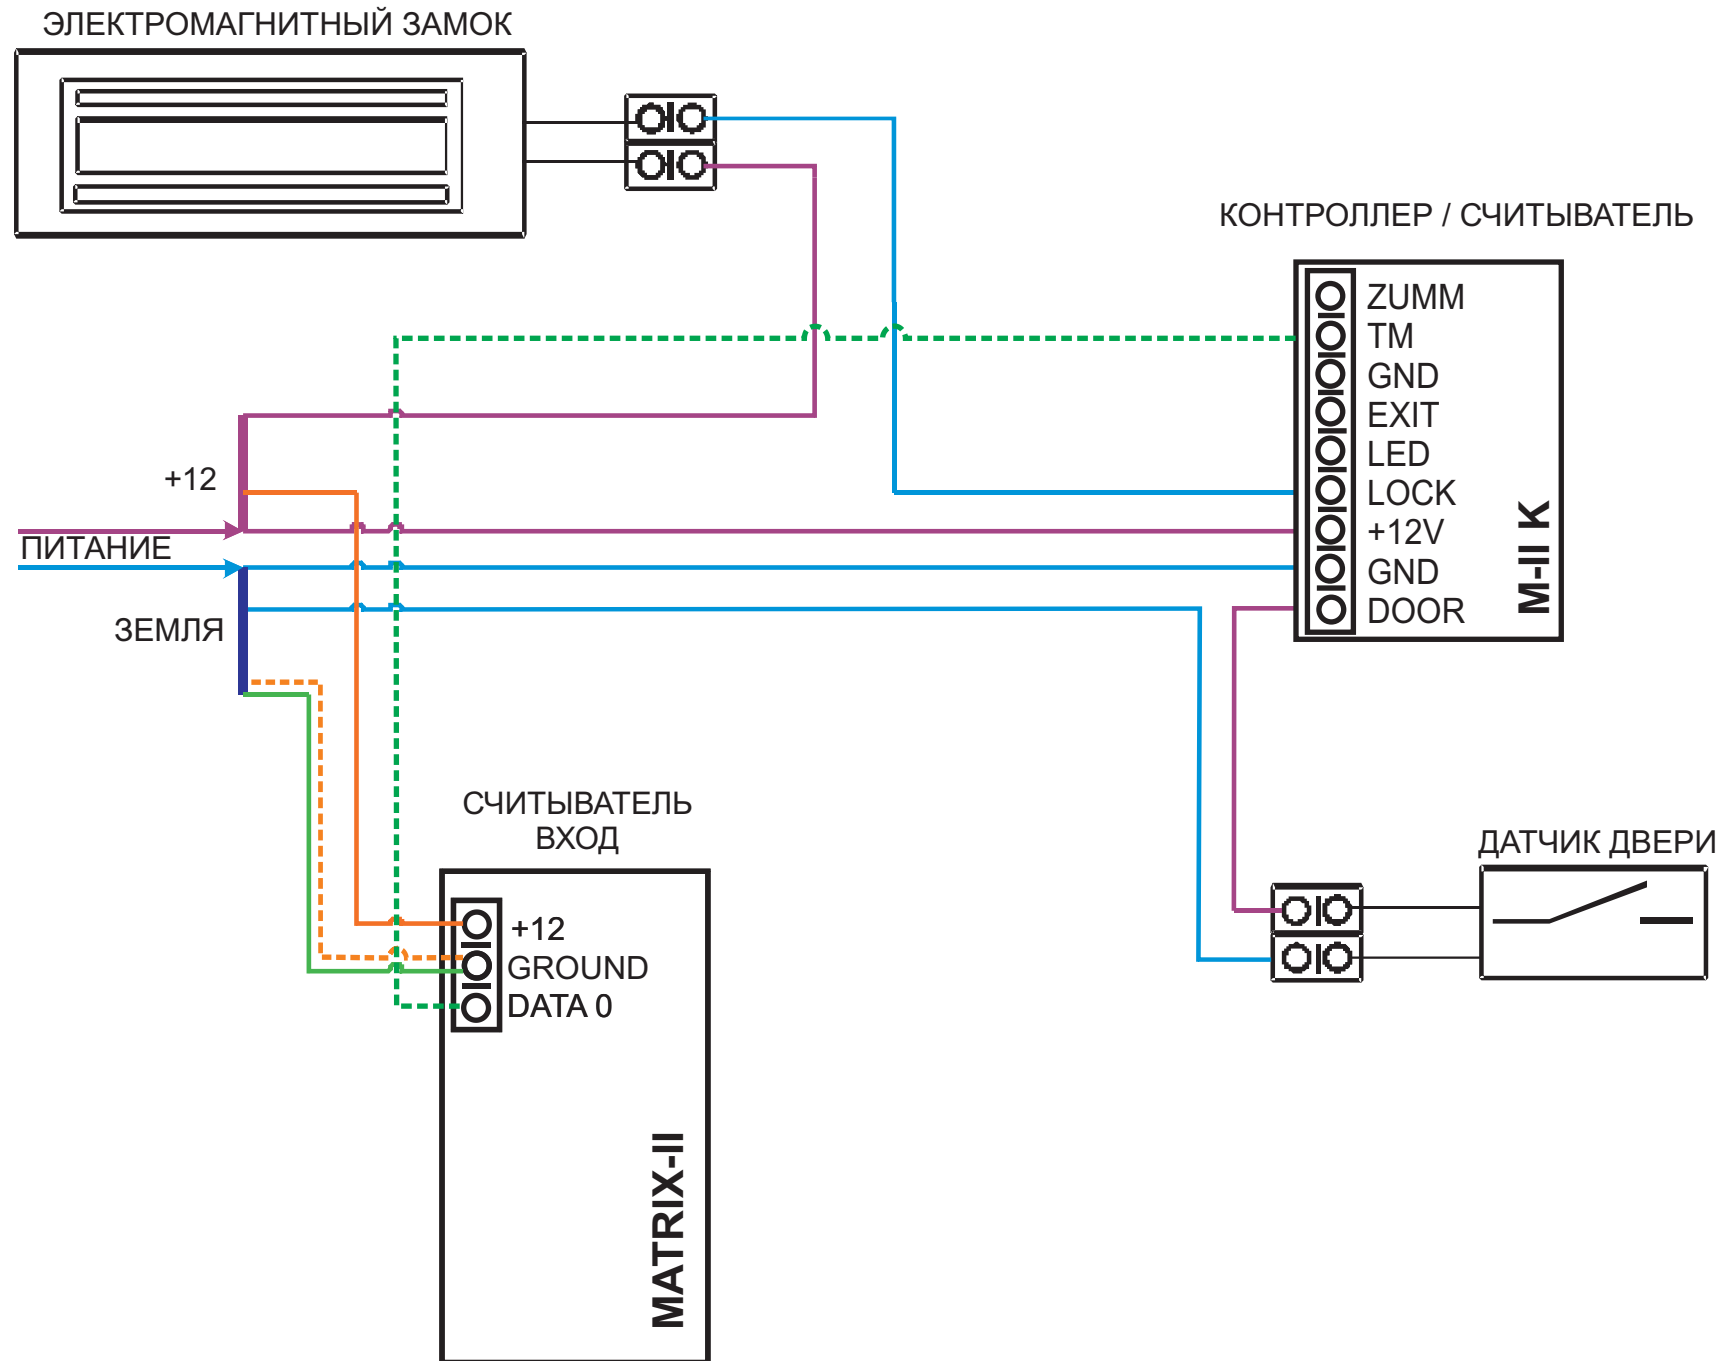 ЭЛЕКТРОМАГНИТНЫЙ ЗАМОК
КОНТРОЛЛЕР / СЧИТЫВАТЕЛЬ
ZUMM
TM
GND
EXIT
LED
LOCK
+12V
GND
DOOR
M-II K
+12
ПИТАНИЕ
ЗЕМЛЯ
СЧИТЫВАТЕЛЬ
ВХОД
+12
GROUND
DATA 0
MATRIX-II
ДАТЧИК ДВЕРИ